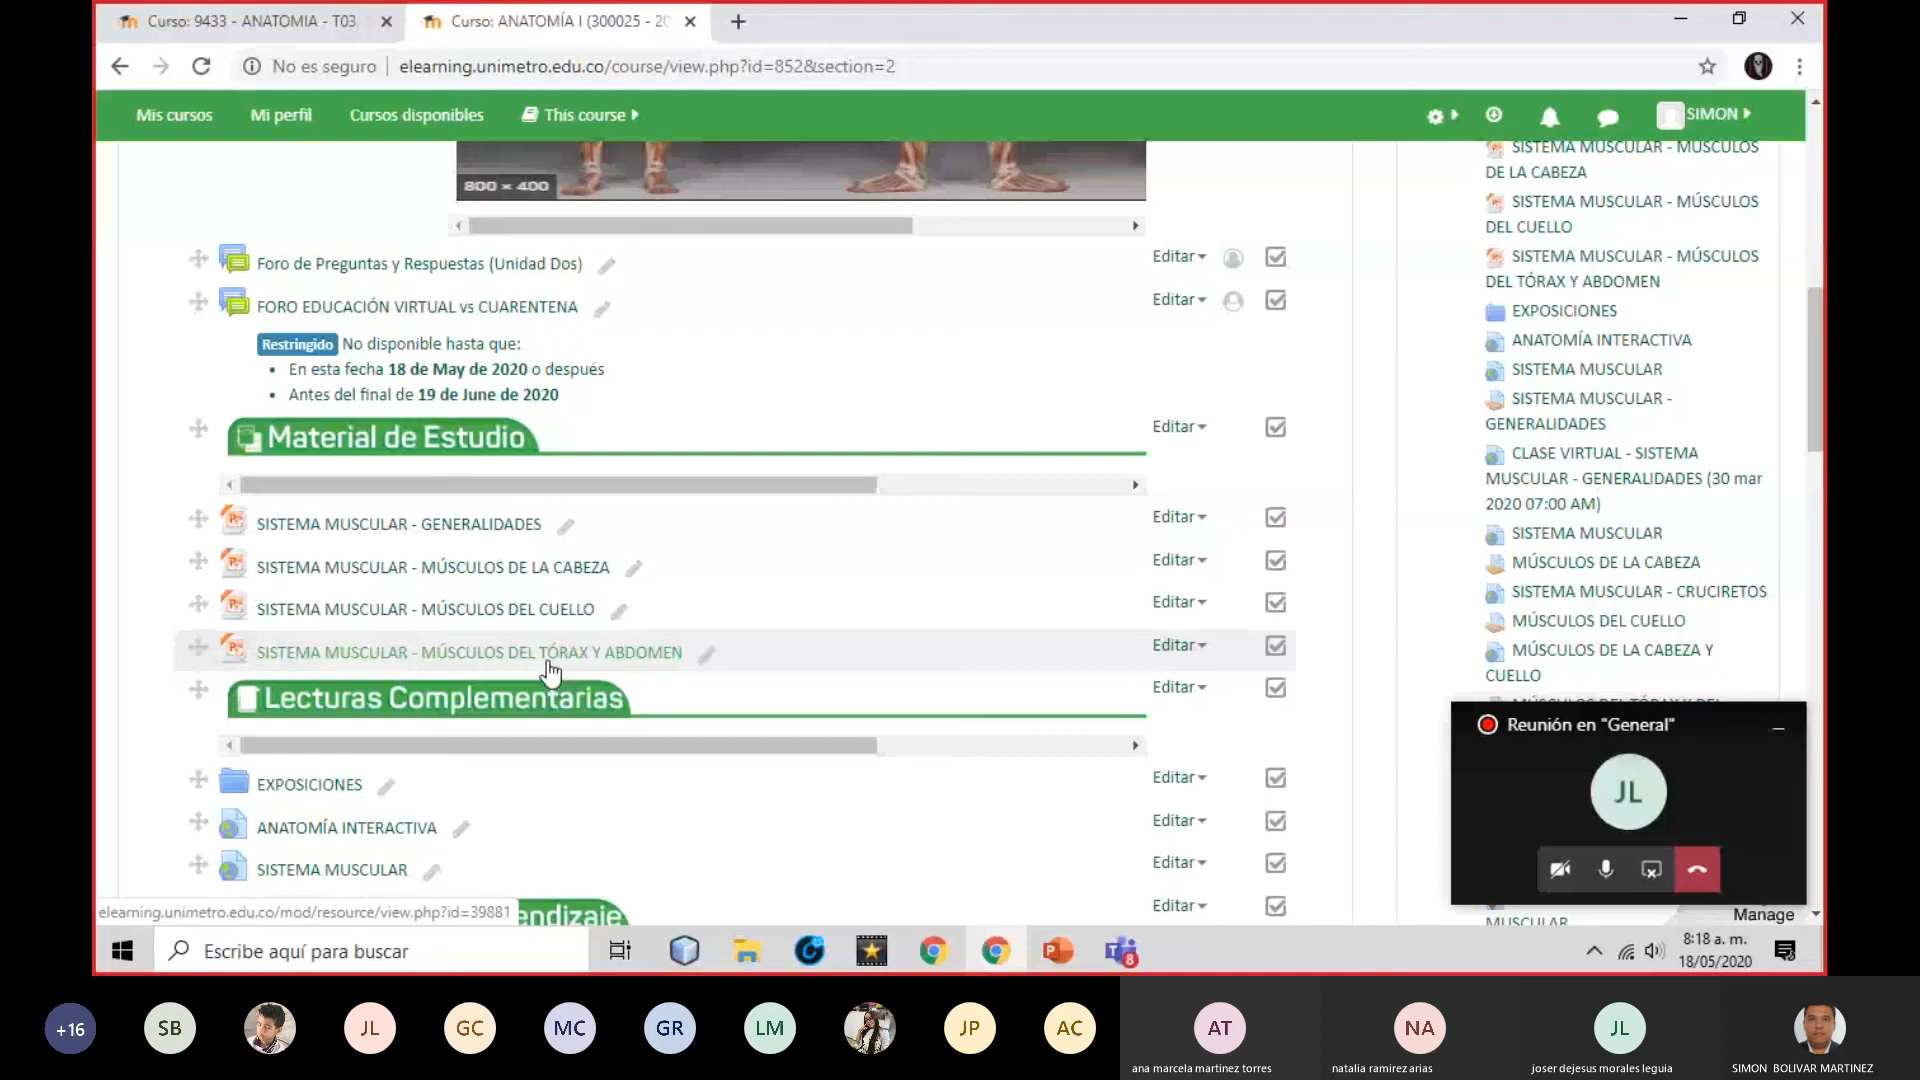 Curso: 9433 - ANATOMIA - T03
Curso: ANATOMÍA I (300025 - 20
No es seguro
elearning.unimetro.edu.co/course/view.php?id=852&section=2
Mis cursos
Mi perfil
Cursos disponibles
This course
SIMON
800 × 400
Foro de Preguntas y Respuestas (Unidad Dos)
Editar
FORO EDUCACIÓN VIRTUAL vs CUARENTENA
Editar
Restringido No disponible hasta que:
• En esta fecha 18 de May de 2020 o después
• Antes del final de 19 de June de 2020
Material de Estudio
Editar
SISTEMA MUSCULAR - GENERALIDADES
Editar
SISTEMA MUSCULAR - MÚSCULOS DE LA CABEZA
Editar
SISTEMA MUSCULAR - MÚSCULOS DEL CUELLO
Editar
SISTEMA MUSCULAR - MÚSCULOS DEL TÓRAX Y ABDOMEN
Editar
Lecturas Complementarias
Editar
EXPOSICIONES
Editar
ANATOMÍA INTERACTIVA
Editar
SISTEMA MUSCULAR
Editar
endizaje
Editar
elearning.unimetro.edu.co/mod/resource/view.php?id=39881
SISTEMA MUSCULAR - MÚSCULOS
DE LA CABEZA
SISTEMA MUSCULAR - MÚSCULOS
DEL CUELLO
SISTEMA MUSCULAR - MÚSCULOS
DEL TÓRAX Y ABDOMEN
EXPOSICIONES
ANATOMÍA INTERACTIVA
SISTEMA MUSCULAR
SISTEMA MUSCULAR -
GENERALIDADES
CLASE VIRTUAL - SISTEMA
MUSCULAR - GENERALIDADES (30 mar
2020 07:00 AM)
SISTEMA MUSCULAR
MÚSCULOS DE LA CABEZA
SISTEMA MUSCULAR - CRUCIRETOS
MÚSCULOS DEL CUELLO
MÚSCULOS DE LA CABEZA Y
CUELLO
MÚSCULOS DEL TÓRAX Y DEL
Reunión en "General"
JL
MUSCULAR
Manage
Escribe aquí para buscar
8
8:18 a. m.
18/05/2020
+16
SB
JL
GC
MC
GR
LM
JP
AC
AT
NA
JL
ana marcela martinez torres
natalia ramirez arias
joser dejesus morales leguia
SIMON BOLIVAR MARTINEZ